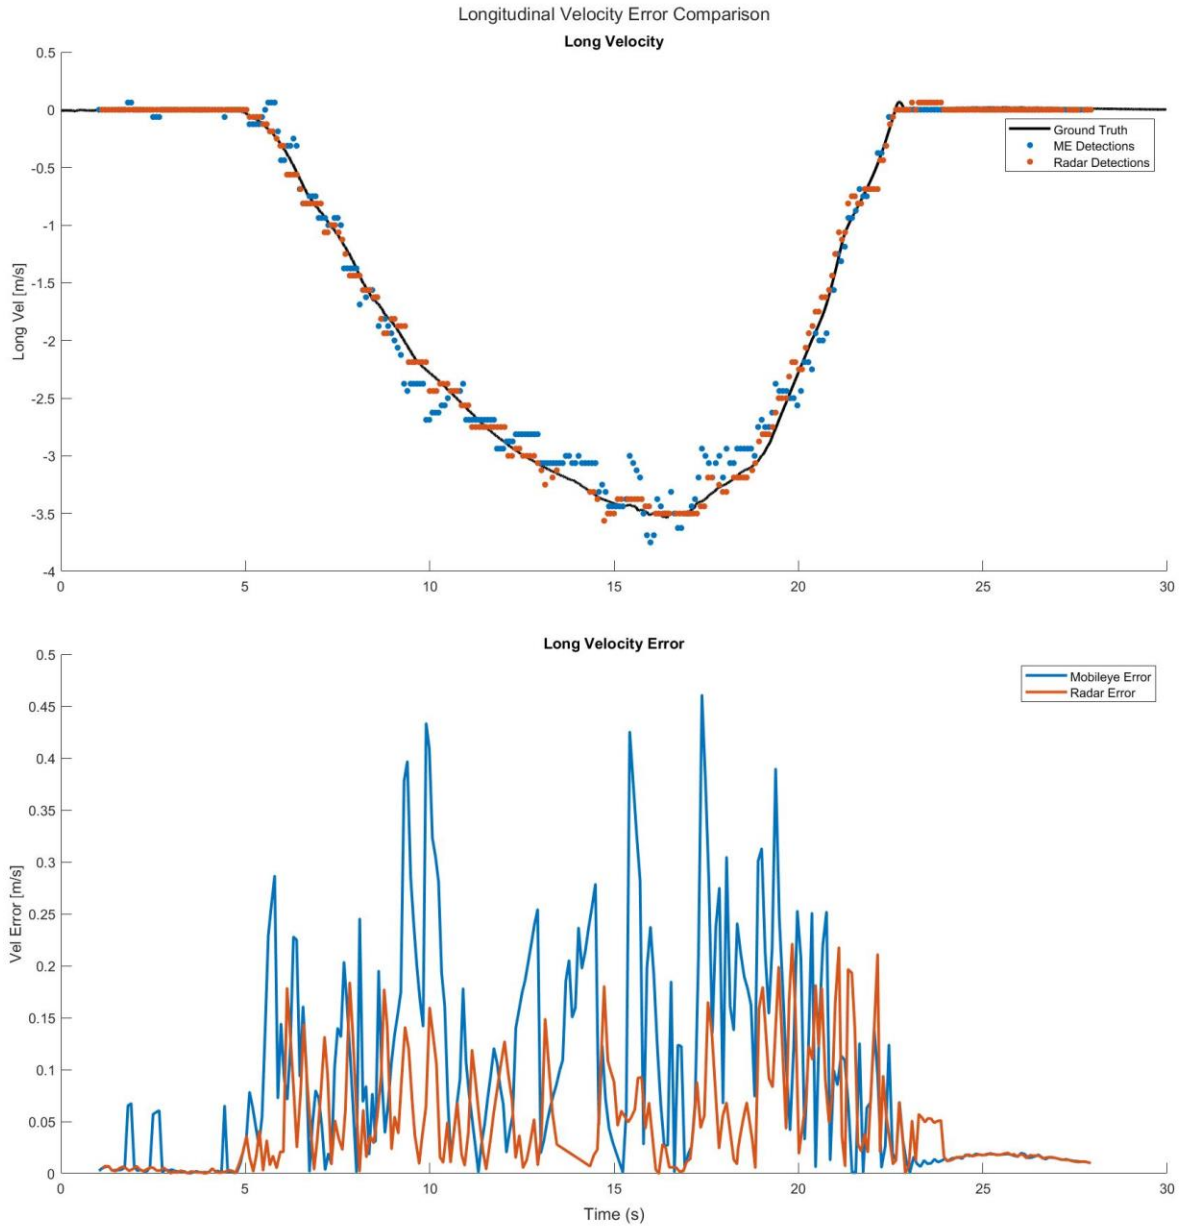 Longitudinal Velocity Error Comparison
Long Velocity
0.5
0
-0.5
-1
-1.5
-2
-2.5
-3
-3.5
-4
Long Vel [m/s]
Ground Truth
ME Detections
Radar Detections
0 5 10 15 20 25 30
Long Velocity Error
0.5
0.45
0.4
0.35
0.3
0.25
0.2
0.15
0.1
0.05
0
Vel Error [m/s]
Mobileye Error
Radar Error
0 5 10 15 20 25 30
Time (s)